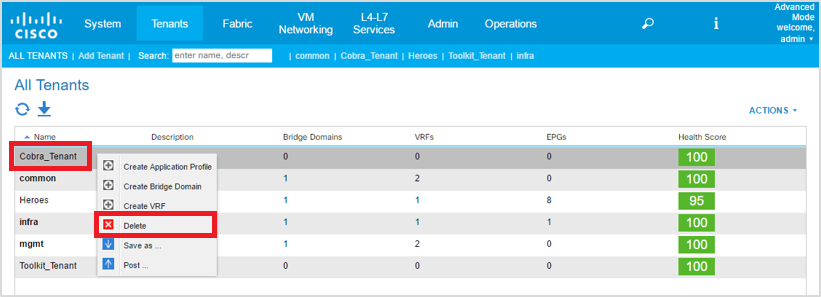 CISCO
System
Tenants
Fabric
VM
Networking
L4-L7
Services
Admin
Operations
i
Advanced
Mode
welcome,
admin
ALL TENANTS | Add Tenant | Search: enter name, descr | common | Cobra_Tenant | Heroes | Toolkit_Tenant | infra
All Tenants
ACTIONS
Name Description Bridge Domains VRFs EPGs Health Score
Cobra_Tenant 0 0 0 100
Create Application Profile
common 1 2 0 100
Create Bridge Domain
Heroes 1 1 8 95
Create VRF
infra 1 1 1 100
Delete
mgmt 1 2 0 100
Save as ...
Toolkit_Tenant 0 0 0 100
Post ...